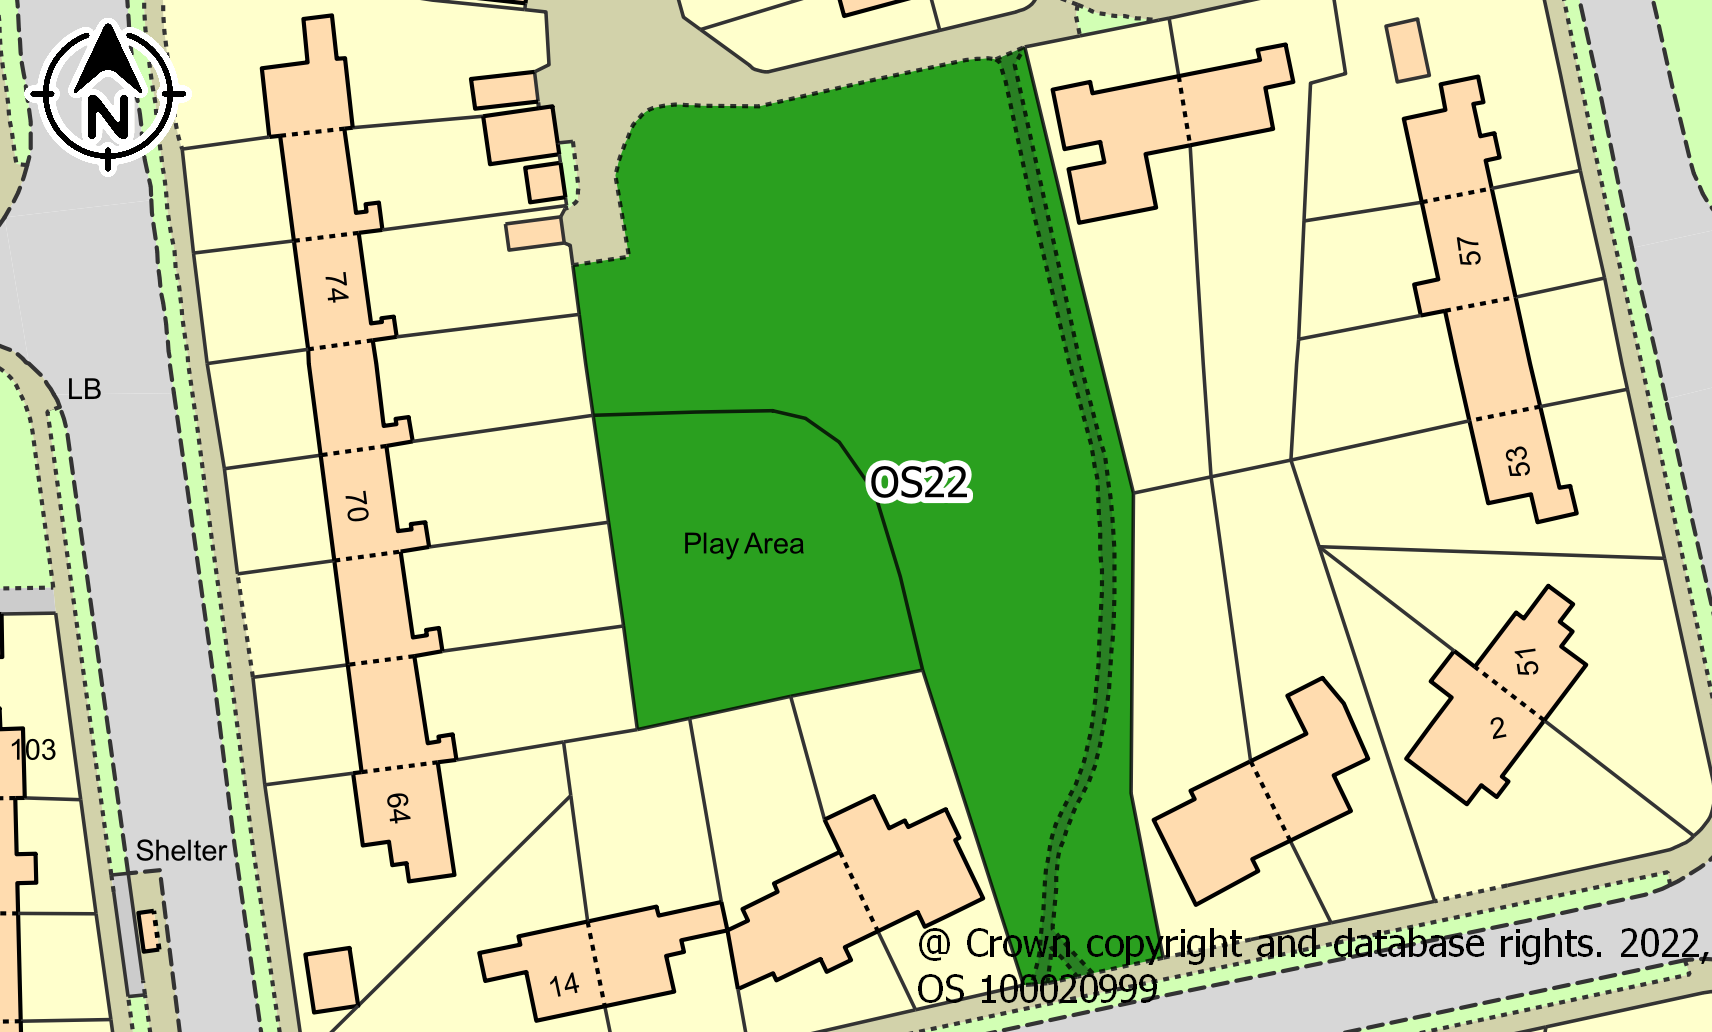 N
74
57
LB
53
OS22
70
Play Area
51
2
103
64
Shelter
14
@ Crown copyright and database rights. 2022,
OS 100020999